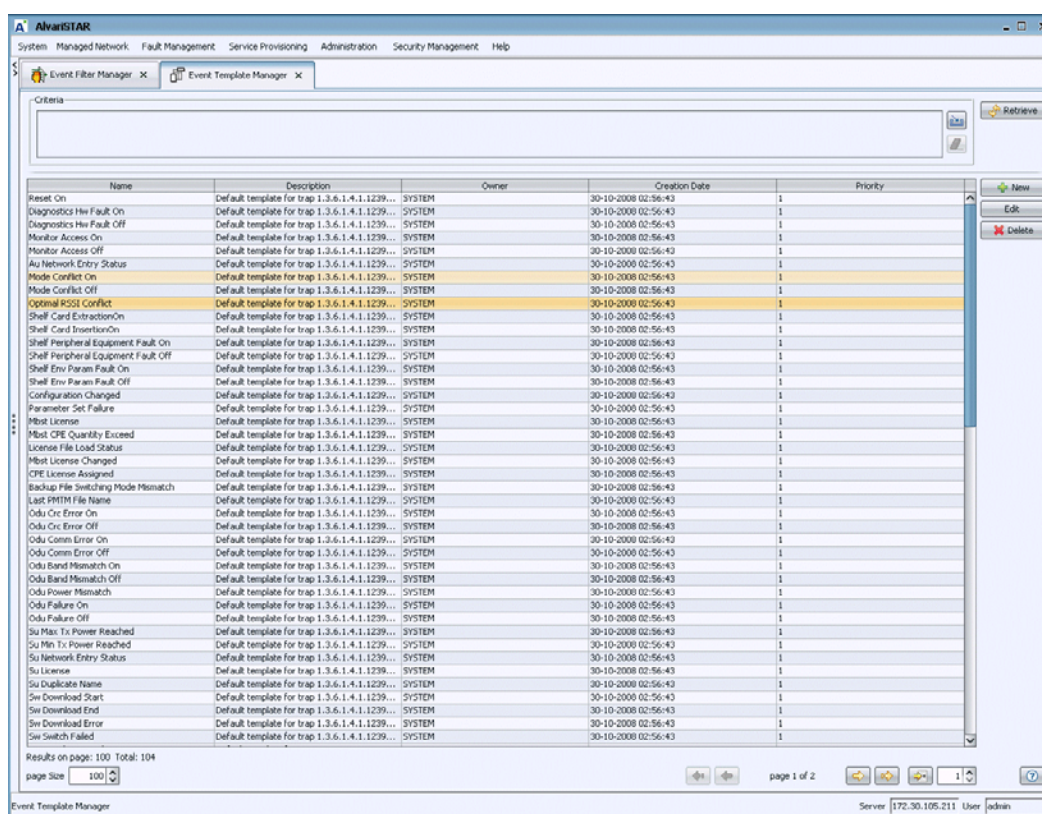 AlvariSTAR
System Managed Network Fault Management Service Provisioning Administration Security Management Help
Event Filter Manager X Event Template Manager X
Criteria
Retrieve
Name Description Owner Creation Date Priority
New
Edit
Delete
Reset On Default template for trap 1.3.6.1.4.1.1239... SYSTEM 30-10-2008 02:56:43 1
Diagnostics Hw Fault On Default template for trap 1.3.6.1.4.1.1239... SYSTEM 30-10-2008 02:56:43 1
Diagnostics Hw Fault Off Default template for trap 1.3.6.1.4.1.1239... SYSTEM 30-10-2008 02:56:43 1
Monitor Access On Default template for trap 1.3.6.1.4.1.1239... SYSTEM 30-10-2008 02:56:43 1
Monitor Access Off Default template for trap 1.3.6.1.4.1.1239... SYSTEM 30-10-2008 02:56:43 1
Au Network Entry Status Default template for trap 1.3.6.1.4.1.1239... SYSTEM 30-10-2008 02:56:43 1
Mode Conflict On Default template for trap 1.3.6.1.4.1.1239... SYSTEM 30-10-2008 02:56:43 1
Mode Conflict Off Default template for trap 1.3.6.1.4.1.1239... SYSTEM 30-10-2008 02:56:43 1
Optimal RSSI Conflict Default template for trap 1.3.6.1.4.1.1239... SYSTEM 30-10-2008 02:56:43 1
Shelf Card ExtractionOn Default template for trap 1.3.6.1.4.1.1239... SYSTEM 30-10-2008 02:56:43 1
Shelf Card InsertionOn Default template for trap 1.3.6.1.4.1.1239... SYSTEM 30-10-2008 02:56:43 1
Shelf Peripheral Equipment Fault On Default template for trap 1.3.6.1.4.1.1239... SYSTEM 30-10-2008 02:56:43 1
Shelf Peripheral Equipment Fault Off Default template for trap 1.3.6.1.4.1.1239... SYSTEM 30-10-2008 02:56:43 1
Shelf Env Param Fault On Default template for trap 1.3.6.1.4.1.1239... SYSTEM 30-10-2008 02:56:43 1
Shelf Env Param Fault Off Default template for trap 1.3.6.1.4.1.1239... SYSTEM 30-10-2008 02:56:43 1
Configuration Changed Default template for trap 1.3.6.1.4.1.1239... SYSTEM 30-10-2008 02:56:43 1
Parameter Set Failure Default template for trap 1.3.6.1.4.1.1239... SYSTEM 30-10-2008 02:56:43 1
Mbst License Default template for trap 1.3.6.1.4.1.1239... SYSTEM 30-10-2008 02:56:43 1
Mbst CPE Quantity Exceed Default template for trap 1.3.6.1.4.1.1239... SYSTEM 30-10-2008 02:56:43 1
License File Load Status Default template for trap 1.3.6.1.4.1.1239... SYSTEM 30-10-2008 02:56:43 1
Mbst License Changed Default template for trap 1.3.6.1.4.1.1239... SYSTEM 30-10-2008 02:56:43 1
CPE License Assigned Default template for trap 1.3.6.1.4.1.1239... SYSTEM 30-10-2008 02:56:43 1
Backup File Switching Mode Mismatch Default template for trap 1.3.6.1.4.1.1239... SYSTEM 30-10-2008 02:56:43 1
Last PMTM File Name Default template for trap 1.3.6.1.4.1.1239... SYSTEM 30-10-2008 02:56:43 1
Odu Crc Error On Default template for trap 1.3.6.1.4.1.1239... SYSTEM 30-10-2008 02:56:43 1
Odu Crc Error Off Default template for trap 1.3.6.1.4.1.1239... SYSTEM 30-10-2008 02:56:43 1
Odu Comm Error On Default template for trap 1.3.6.1.4.1.1239... SYSTEM 30-10-2008 02:56:43 1
Odu Comm Error Off Default template for trap 1.3.6.1.4.1.1239... SYSTEM 30-10-2008 02:56:43 1
Odu Band Mismatch On Default template for trap 1.3.6.1.4.1.1239... SYSTEM 30-10-2008 02:56:43 1
Odu Band Mismatch Off Default template for trap 1.3.6.1.4.1.1239... SYSTEM 30-10-2008 02:56:43 1
Odu Power Mismatch Default template for trap 1.3.6.1.4.1.1239... SYSTEM 30-10-2008 02:56:43 1
Odu Failure On Default template for trap 1.3.6.1.4.1.1239... SYSTEM 30-10-2008 02:56:43 1
Odu Failure Off Default template for trap 1.3.6.1.4.1.1239... SYSTEM 30-10-2008 02:56:43 1
Su Max Tx Power Reached Default template for trap 1.3.6.1.4.1.1239... SYSTEM 30-10-2008 02:56:43 1
Su Min Tx Power Reached Default template for trap 1.3.6.1.4.1.1239... SYSTEM 30-10-2008 02:56:43 1
Su Network Entry Status Default template for trap 1.3.6.1.4.1.1239... SYSTEM 30-10-2008 02:56:43 1
Su License Default template for trap 1.3.6.1.4.1.1239... SYSTEM 30-10-2008 02:56:43 1
Su Duplicate Name Default template for trap 1.3.6.1.4.1.1239... SYSTEM 30-10-2008 02:56:43 1
Sw Download Start Default template for trap 1.3.6.1.4.1.1239... SYSTEM 30-10-2008 02:56:43 1
Sw Download End Default template for trap 1.3.6.1.4.1.1239... SYSTEM 30-10-2008 02:56:43 1
Sw Download Error Default template for trap 1.3.6.1.4.1.1239... SYSTEM 30-10-2008 02:56:43 1
Sw Switch Failed Default template for trap 1.3.6.1.4.1.1239... SYSTEM 30-10-2008 02:56:43 1
Results on page: 100 Total: 104
page Size 100 page 1 of 2 1
Event Template Manager Server 172.30.105.211 User admin